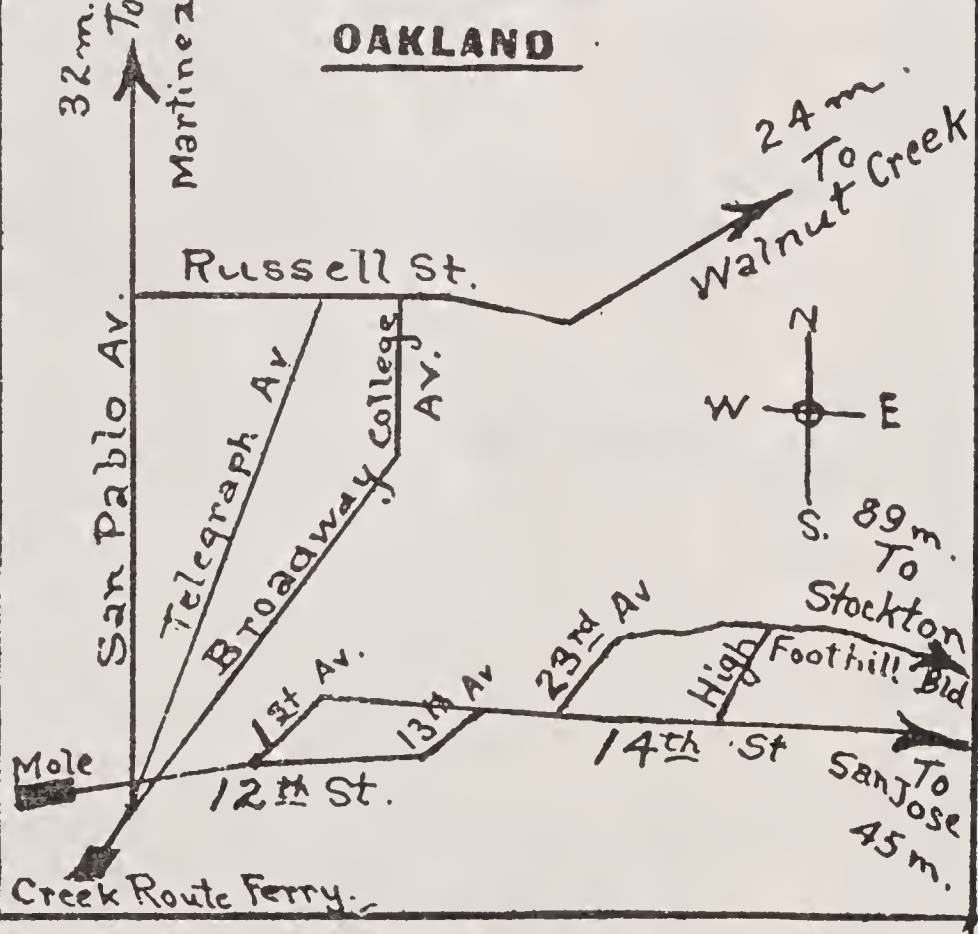 OAKLAND
32 m. To
Martinez
24 m.
To
Walnut Creek
Russell St.
San Pablo Av.
Telegraph Av
Broadway
College
Av.
N
W E
S.
89 m.
To
Stockton
Foothill Bld
High
23rd Av
1st Av.
13th Av
14th St
12th St.
Mole
To
San Jose
45 m.
Creek Route Ferry.